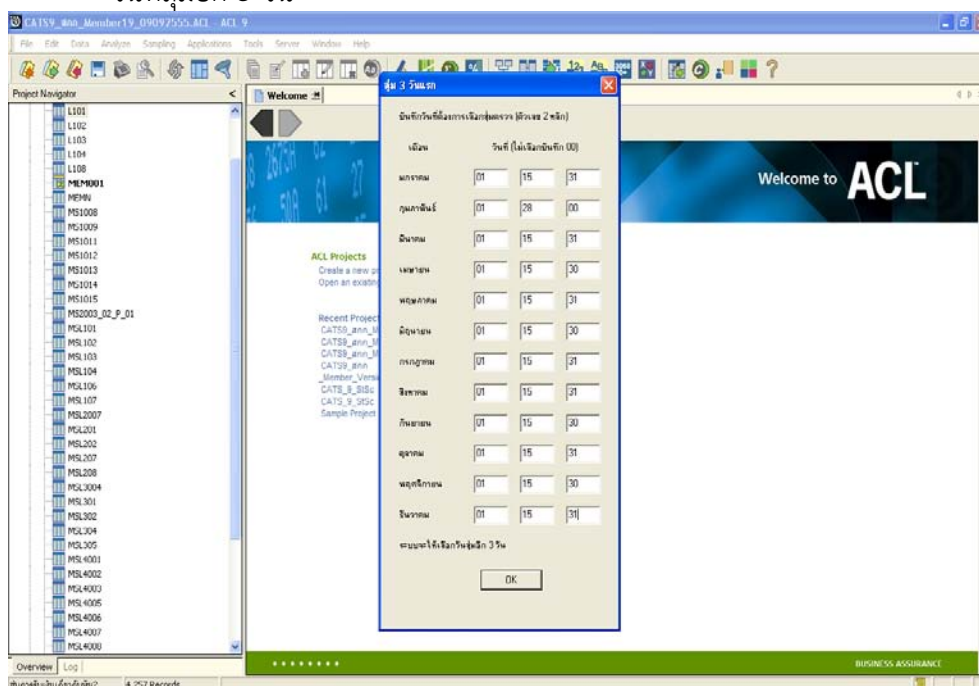 CATS9_ann_Member19_09097555.ACL - ACL 9
File Edit Data Analyze Sampling Applications Tools Server Window Help
Project Navigator
Welcome
L101
L102
L103
L104
L108
MEM001
MEMN
MS1008
MS1009
MS1011
MS1012
MS1013
MS1014
MS1015
MS2003_02_P_01
MSL101
MSL102
MSL103
MSL104
MSL106
MSL107
MSL2007
MSL201
MSL202
MSL207
MSL208
MSL3004
MSL301
MSL302
MSL304
MSL305
MSL4001
MSL4002
MSL4003
MSL4005
MSL4006
MSL4007
MSL4008
Overview Log
4,257 Records
Welcome to ACL
ACL Projects
Create a new
Open an existing
Recent Project
CATS9_ann_M
CATS9_ann_M
CATS9_ann_M
CATS9_ann
_Member_Versi
CATS_9_StSc
CATS_9_StSc
Sample Project
สุ่ม 3 วันแรก
บันทึกวันที่ต้องการเลือกสุ่มตรวจ (ตัวเลข 2 หลัก)
เดือน วันที่ (ไม่เลือกบันทึก 00)
มกราคม 01 15 31
กุมภาพันธ์ 01 28 00
มีนาคม 01 15 31
เมษายน 01 15 30
พฤษภาคม 01 15 31
มิถุนายน 01 15 30
กรกฎาคม 01 15 31
สิงหาคม 01 15 31
กันยายน 01 15 30
ตุลาคม 01 15 31
พฤศจิกายน 01 15 30
ธันวาคม 01 15 31
ระบบจะให้เลือกวันสุ่มอีก 3 วัน
OK
BUSINESS ASSURANCE